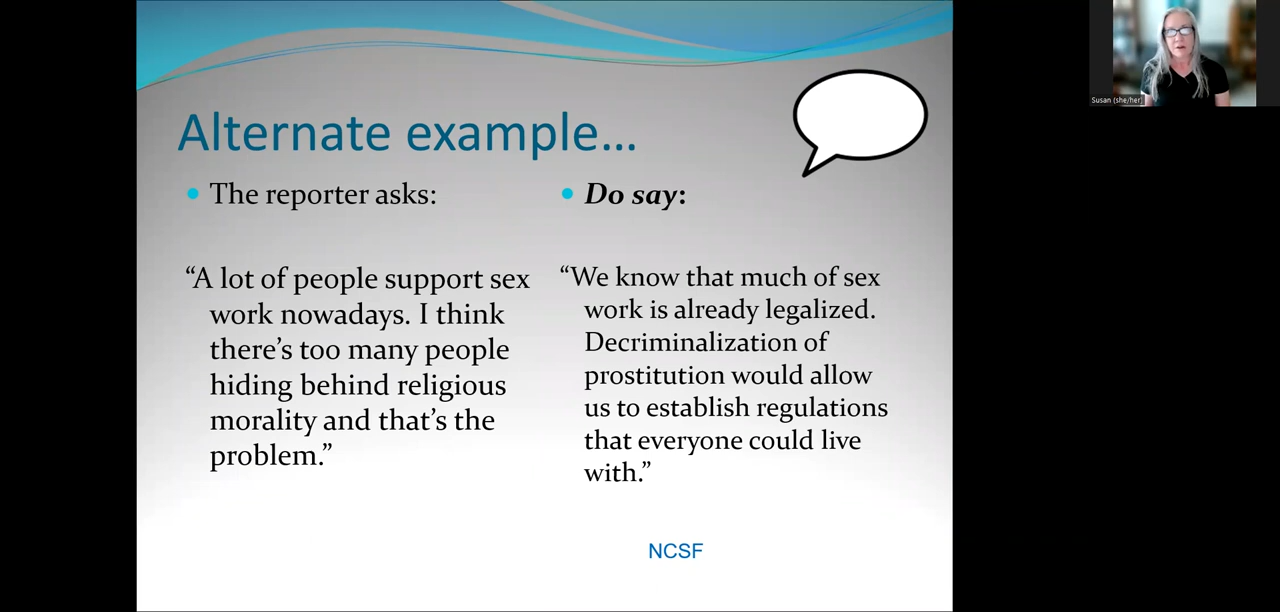 Alternate example...
• The reporter asks:
“A lot of people support sex
work nowadays. I think
there’s too many people
hiding behind religious
morality and that’s the
problem.”
• Do say:
“We know that much of sex
work is already legalized.
Decriminalization of
prostitution would allow
us to establish regulations
that everyone could live
with.”
NCSF
Susan (she/her)